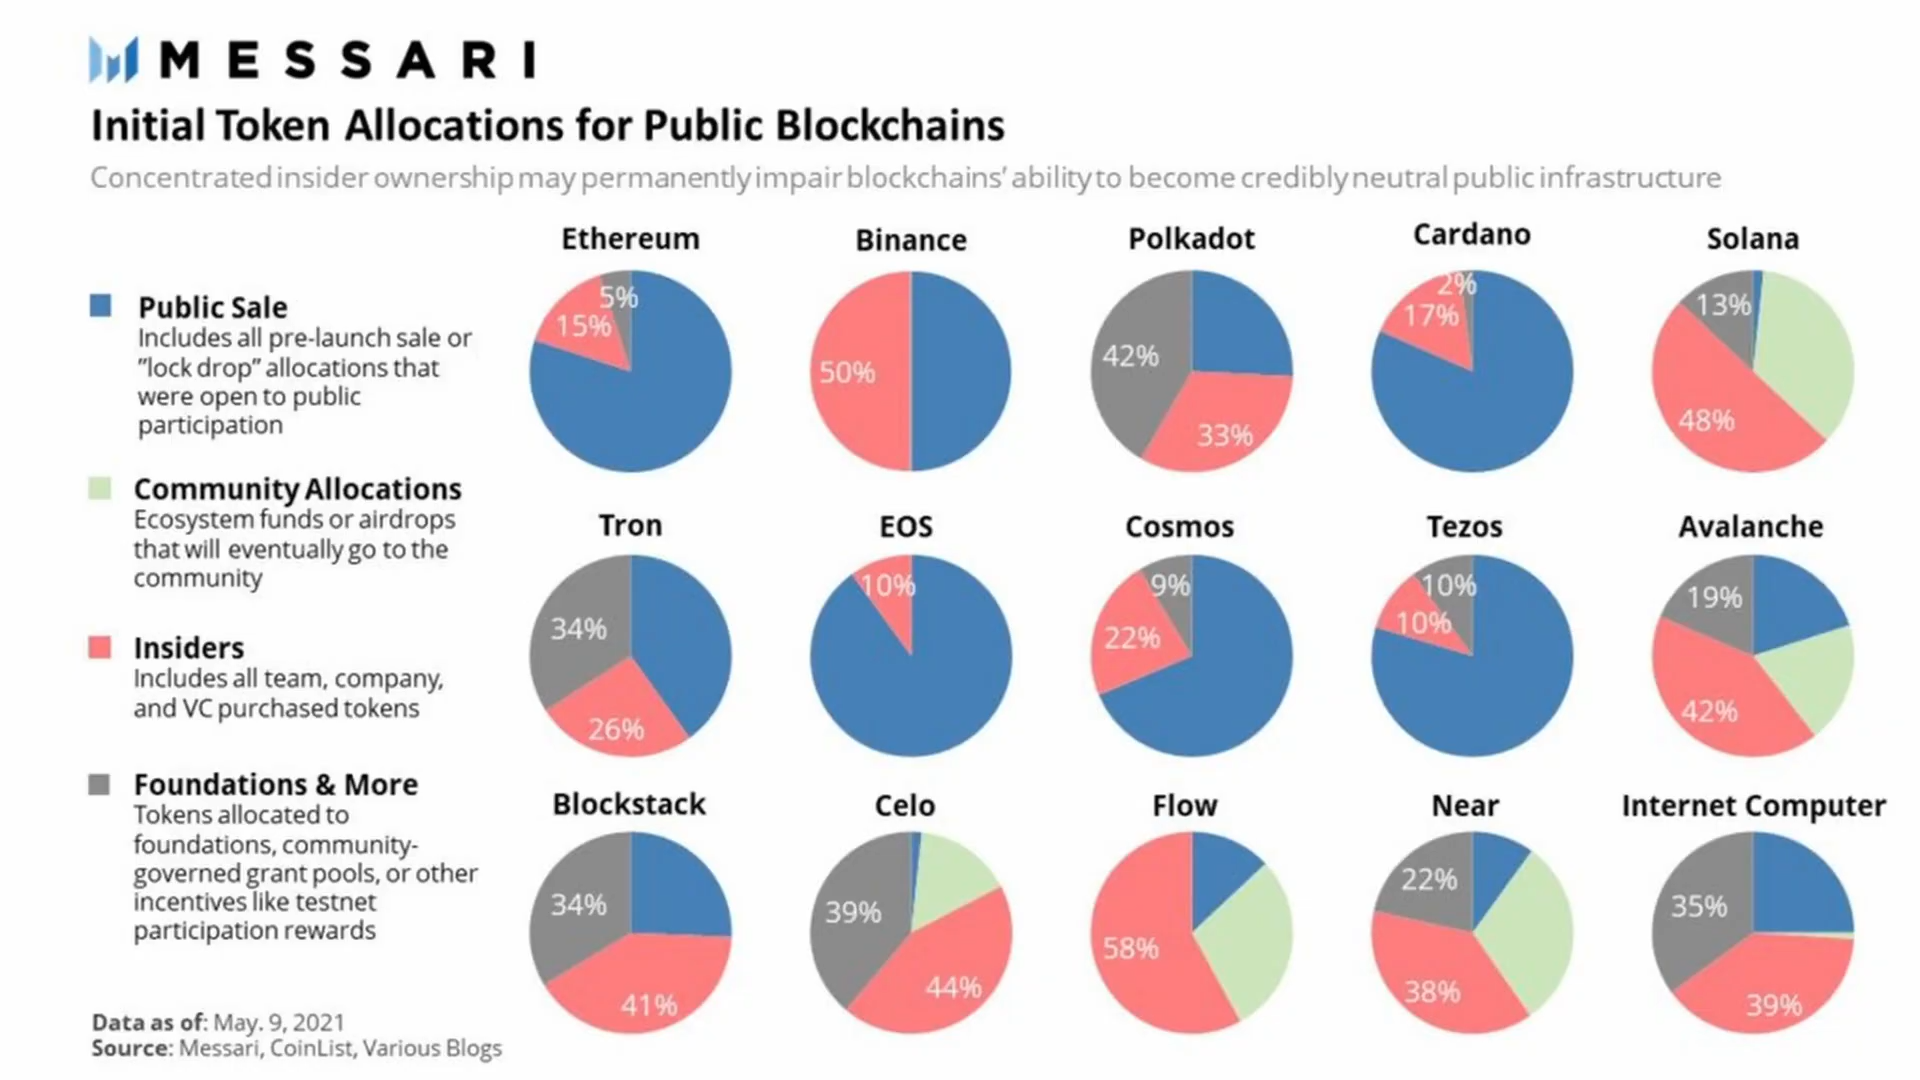 MESSARI
Initial Token Allocations for Public Blockchains
Concentrated insider ownership may permanently impair blockchains' ability to become credibly neutral public infrastructure
Public Sale
Includes all pre-launch sale or
"lock drop" allocations that
were open to public
participation
Community Allocations
Ecosystem funds or airdrops
that will eventually go to the
community
Insiders
Includes all team, company,
and VC purchased tokens
Foundations & More
Tokens allocated to
foundations, community-
governed grant pools, or other
incentives like testnet
participation rewards
Data as of: May. 9, 2021
Source: Messari, CoinList, Various Blogs
Ethereum
5%
15%
Binance
50%
Polkadot
42%
33%
Cardano
2%
17%
Solana
13%
48%
Tron
34%
26%
EOS
10%
Cosmos
9%
22%
Tezos
10%
10%
Avalanche
19%
42%
Blockstack
34%
41%
Celo
39%
44%
Flow
58%
Near
22%
38%
Internet Computer
35%
39%